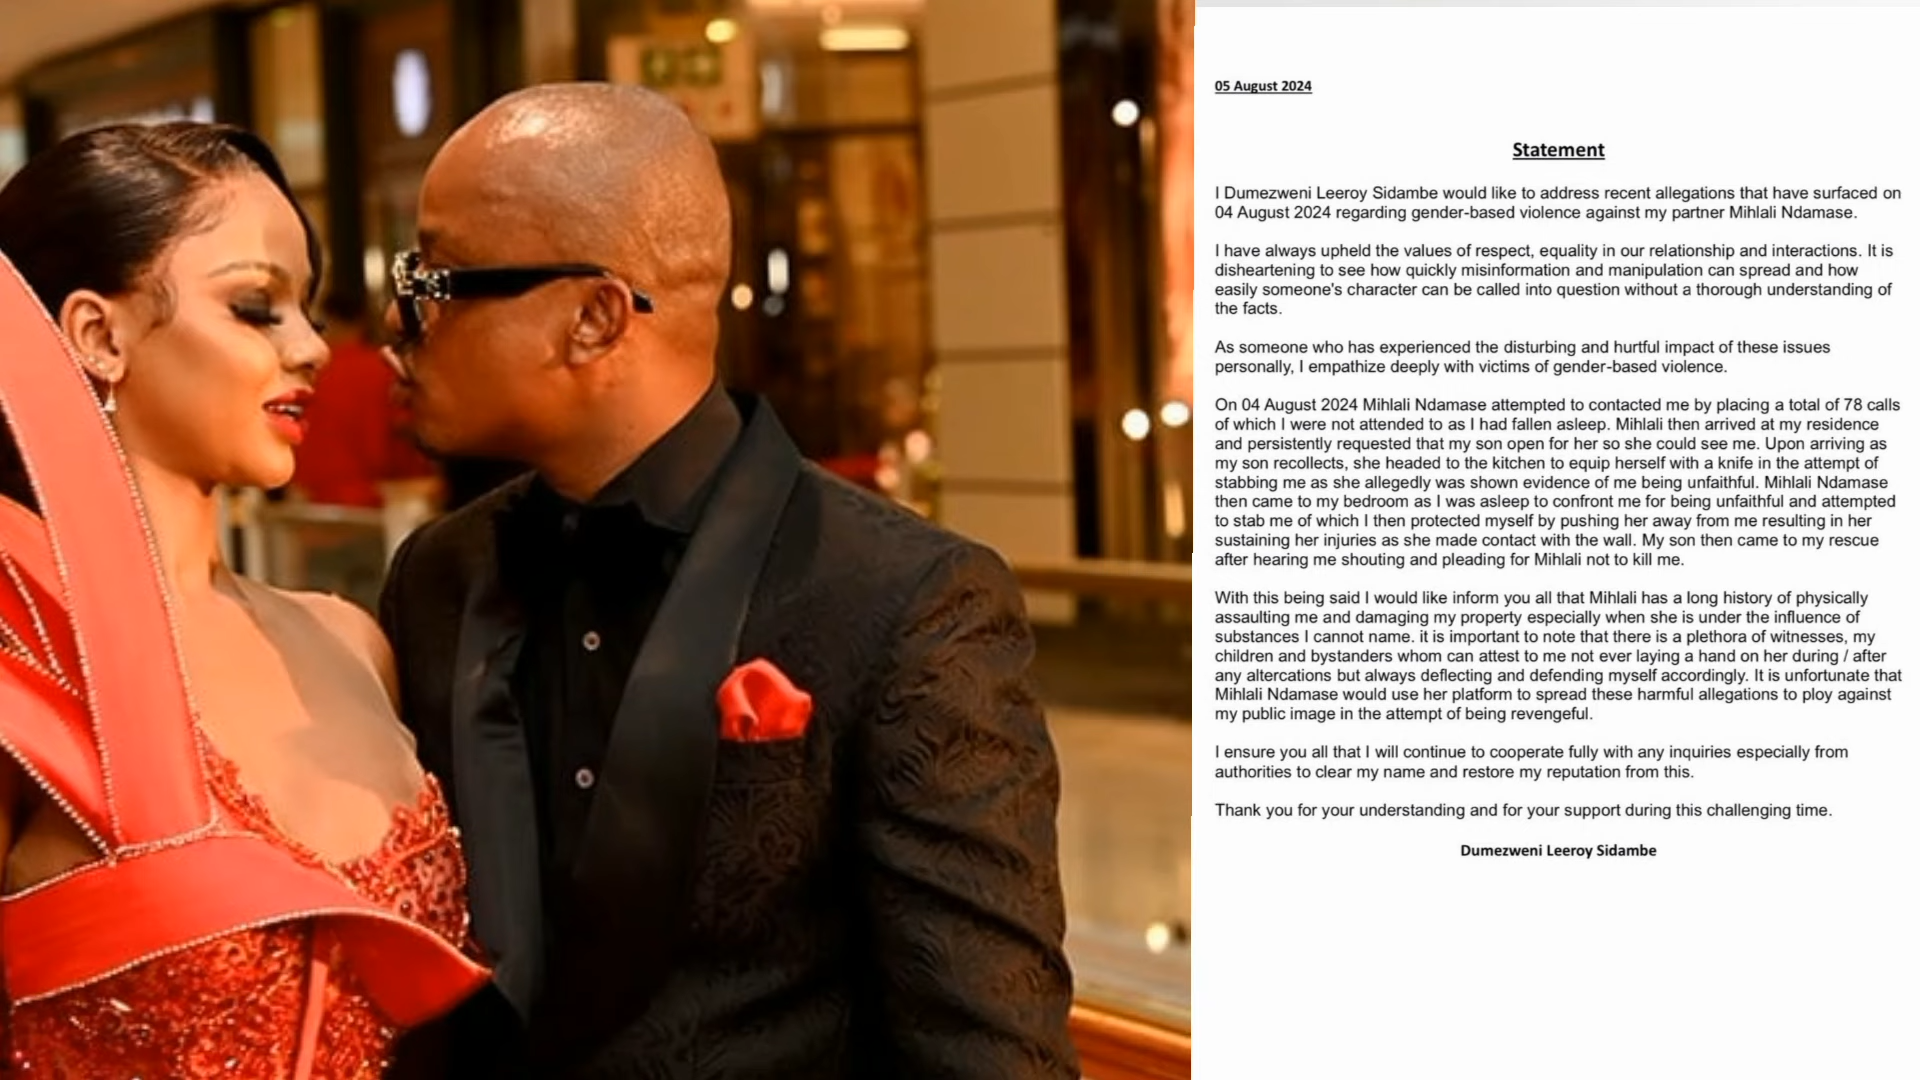 05 August 2024
Statement
I Dumezweni Leeroy Sidambe would like to address recent allegations that have surfaced on
04 August 2024 regarding gender-based violence against my partner Mihlali Ndamase.
I have always upheld the values of respect, equality in our relationship and interactions. It is
disheartening to see how quickly misinformation and manipulation can spread and how
easily someone's character can be called into question without a thorough understanding of
the facts.
As someone who has experienced the disturbing and hurtful impact of these issues
personally, I empathize deeply with victims of gender-based violence.
On 04 August 2024 Mihlali Ndamase attempted to contacted me by placing a total of 78 calls
of which I were not attended to as I had fallen asleep. Mihlali then arrived at my residence
and persistently requested that my son open for her so she could see me. Upon arriving as
my son recollects, she headed to the kitchen to equip herself with a knife in the attempt of
stabbing me as she allegedly was shown evidence of me being unfaithful. Mihlali Ndamase
then came to my bedroom as I was asleep to confront me for being unfaithful and attempted
to stab me of which I then protected myself by pushing her away from me resulting in her
sustaining her injuries as she made contact with the wall. My son then came to my rescue
after hearing me shouting and pleading for Mihlali not to kill me.
With this being said I would like inform you all that Mihlali has a long history of physically
assaulting me and damaging my property especially when she is under the influence of
substances I cannot name. it is important to note that there is a plethora of witnesses, my
children and bystanders whom can attest to me not ever laying a hand on her during / after
any altercations but always deflecting and defending myself accordingly. It is unfortunate that
Mihlali Ndamase would use her platform to spread these harmful allegations to ploy against
my public image in the attempt of being revengeful.
I ensure you all that I will continue to cooperate fully with any inquiries especially from
authorities to clear my name and restore my reputation from this.
Thank you for your understanding and for your support during this challenging time.
Dumezweni Leeroy Sidambe